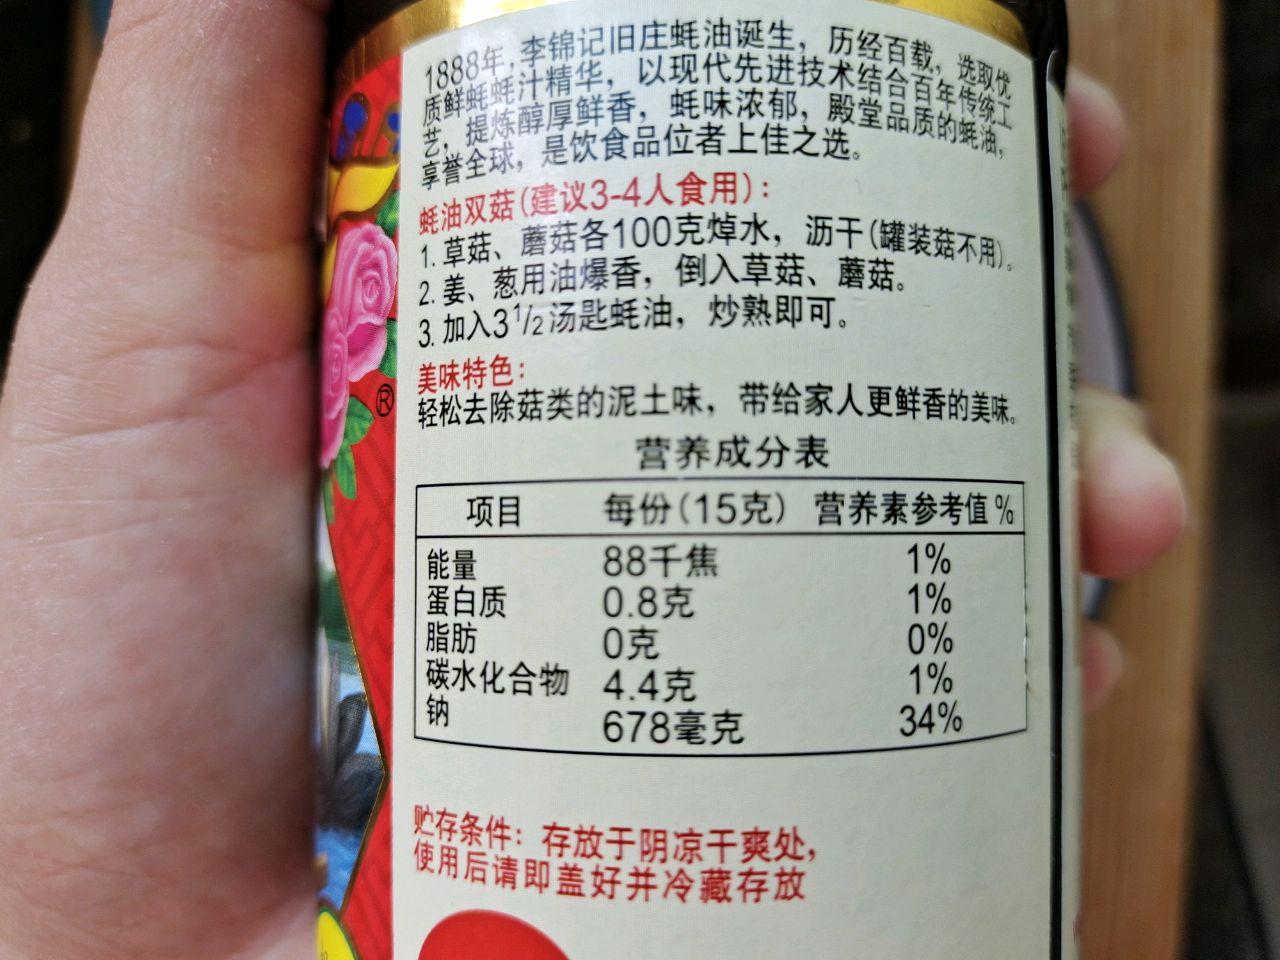 1888年,李锦记旧庄蚝油诞生，历经百载，选取优
质鲜蚝蚝汁精华，以现代先进技术结合百年传统工
艺，提炼醇厚鲜香，蚝味浓郁，殿堂品质的蚝油，
享誉全球，是饮食品位者上佳之选。
蚝油双菇(建议3-4人食用)：
1. 草菇、蘑菇各100克焯水，沥干(罐装菇不用)。
2. 姜、葱用油爆香，倒入草菇、蘑菇。
3. 加入3 1/2 汤匙蚝油，炒熟即可。
美味特色：
轻松去除菇类的泥土味，带给家人更鲜香的美味。
®
营养成分表
项目 每份(15克) 营养素参考值 %
能量 88千焦 1%
蛋白质 0.8克 1%
脂肪 0克 0%
碳水化合物 4.4克 1%
钠 678毫克 34%
贮存条件：存放于阴凉干爽处，
使用后请即盖好并冷藏存放